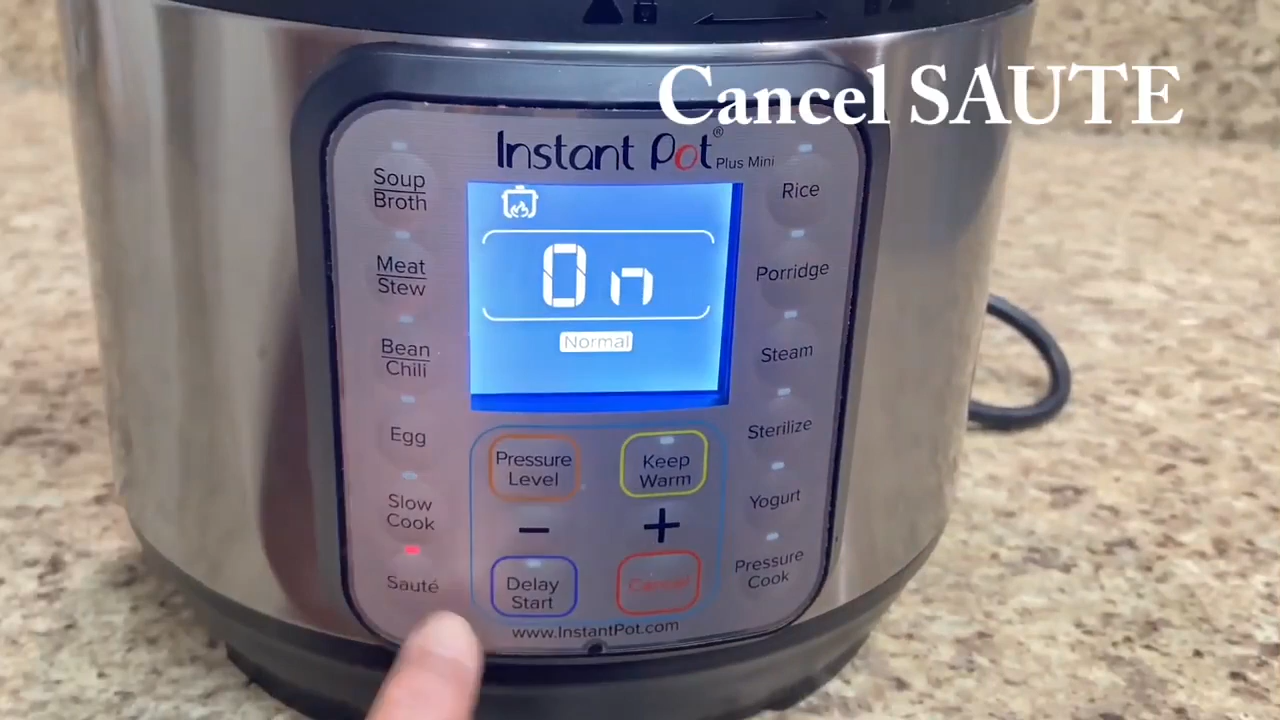 Cancel SAUTE
Instant Pot® Plus Mini
Soup
Broth
Meat
Stew
Bean
Chili
Egg
Slow
Cook
Sauté
On
Normal
Pressure
Level
Keep
Warm
−
+
Delay
Start
Cancel
Rice
Porridge
Steam
Sterilize
Yogurt
Pressure
Cook
www.InstantPot.com